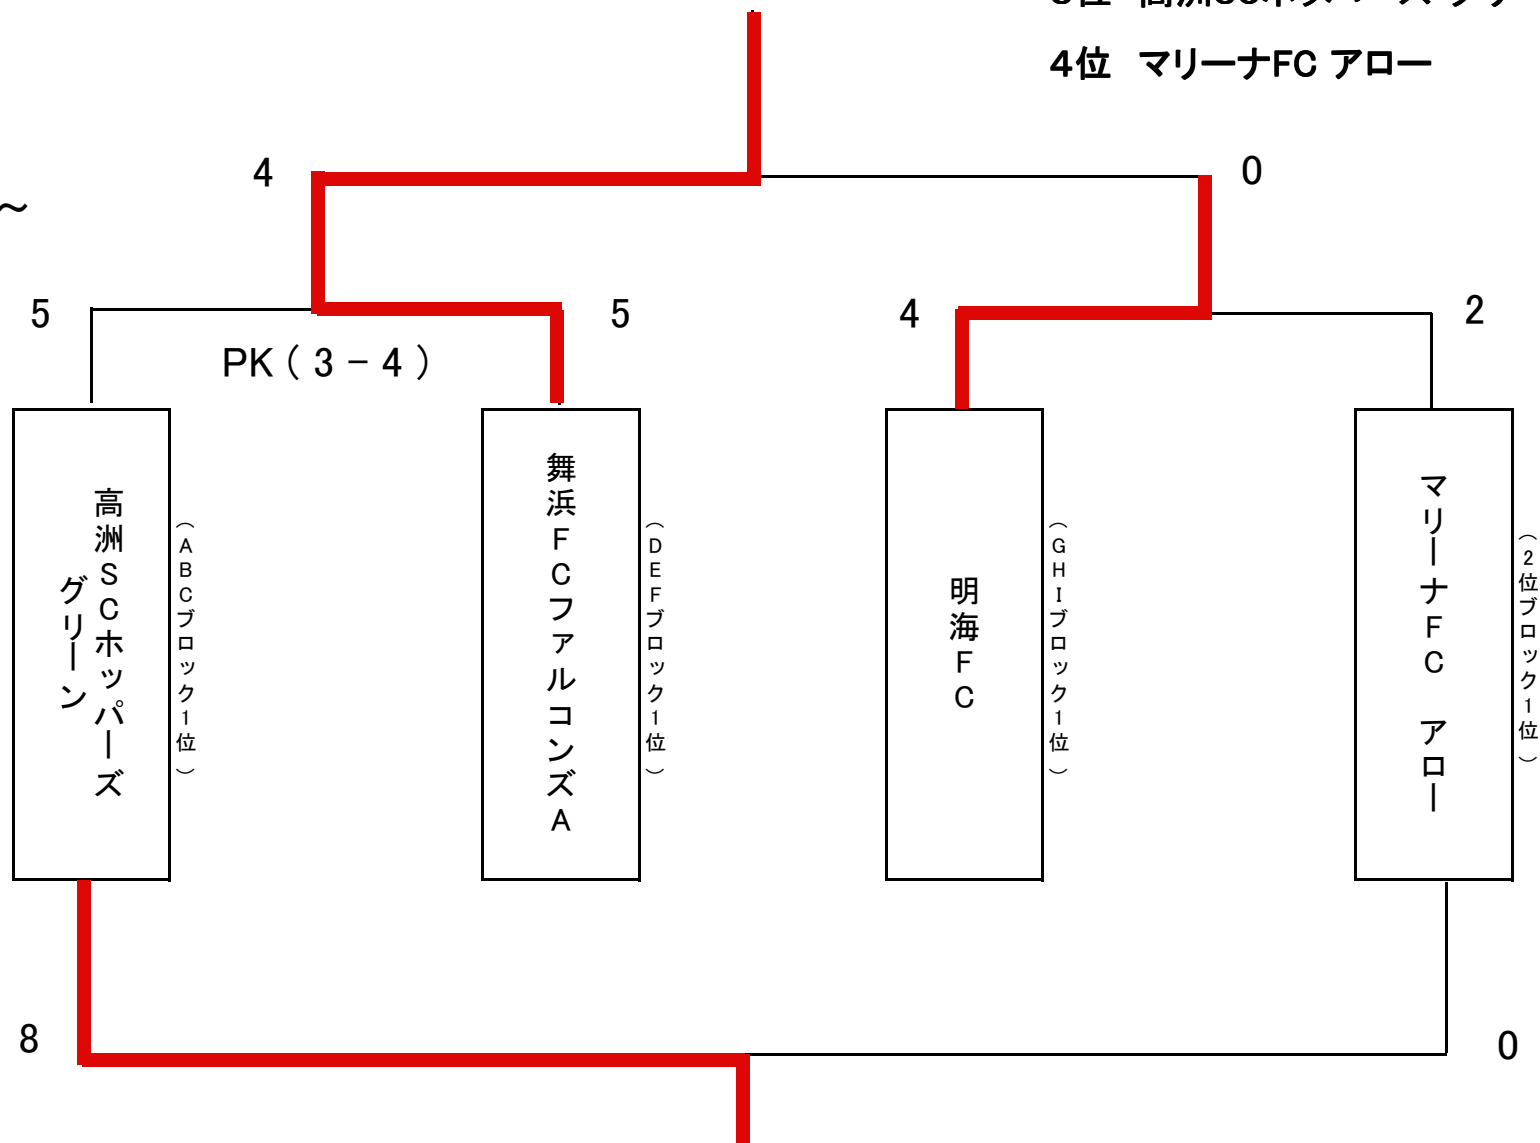 4位 マリーナFC アロー
4
0
～
5
5
4
2
PK（ 3 － 4 ）
高洲SCホッパーズ
グリーン
（ABCブロック1位）
舞浜FCファルコンズA
（DEFブロック1位）
明海FC
（GHIブロック1位）
マリーナFC アロー
（2位ブロック1位）
8
0